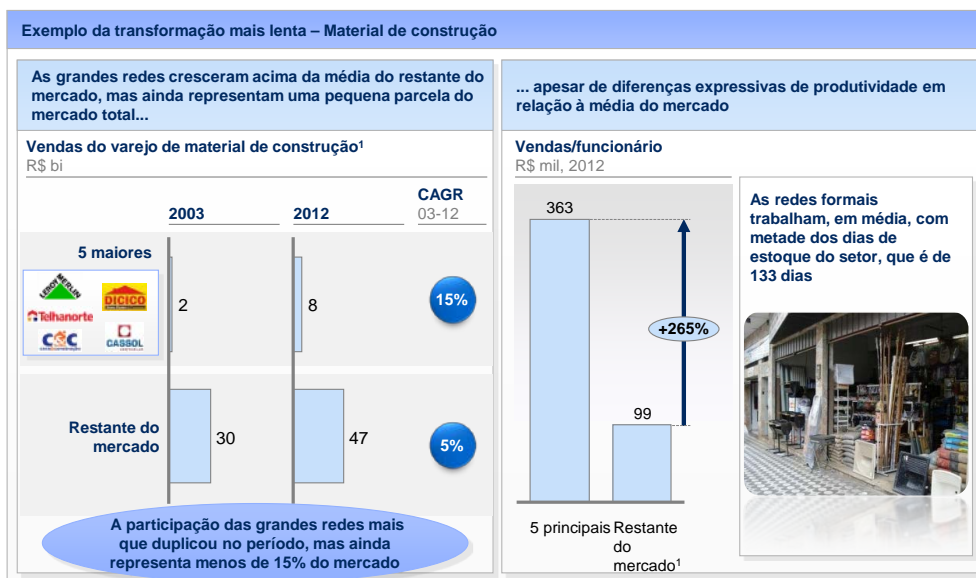 Exemplo da transformação mais lenta – Material de construção
As grandes redes cresceram acima da média do restante do
mercado, mas ainda representam uma pequena parcela do
mercado total...
Vendas do varejo de material de construção¹
R$ bi
CAGR
03-12
2003
2012
5 maiores
LEROY MERLIN
DICICO
Telhanorte
C&C
CASSOL
2
8
15%
Restante do
mercado
30
47
5%
A participação das grandes redes mais
que duplicou no período, mas ainda
representa menos de 15% do mercado
... apesar de diferenças expressivas de produtividade em
relação à média do mercado
Vendas/funcionário
R$ mil, 2012
363
+265%
99
5 principais
Restante
do
mercado¹
As redes formais
trabalham, em média, com
metade dos dias de
estoque do setor, que é de
133 dias